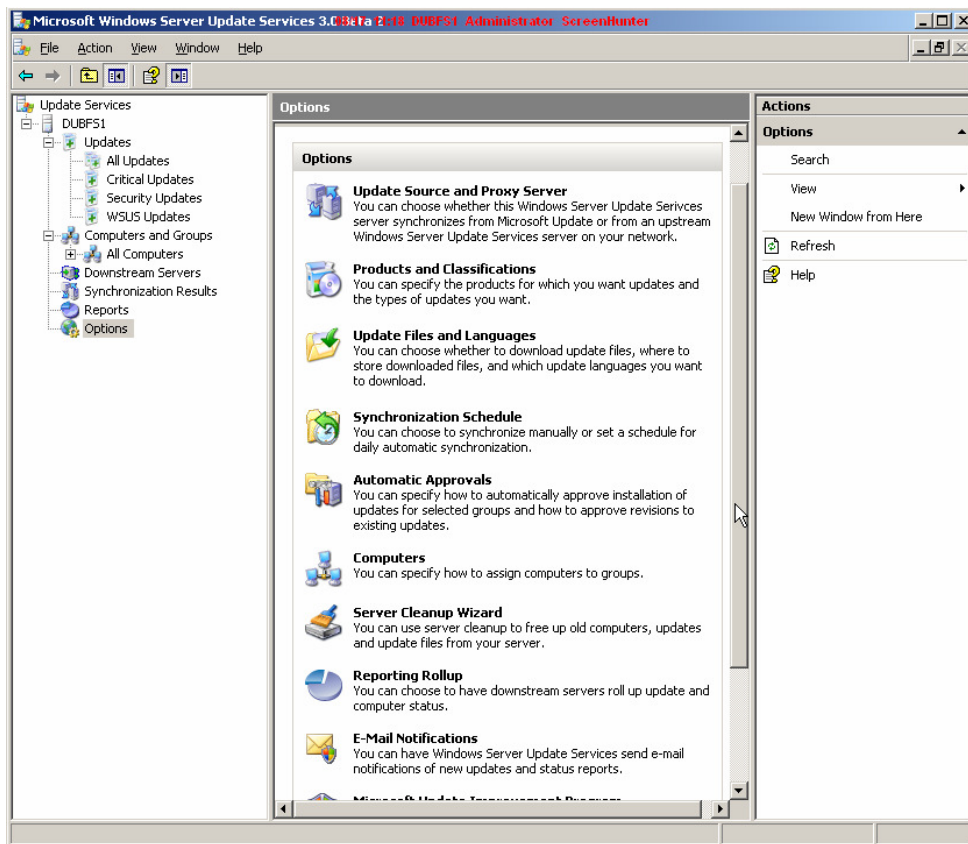 Microsoft Windows Server Update Services 3.0 Beta 2 DUBFS1 Administrator ScreenHunter
File Action View Window Help
Update Services
DUBFS1
Updates
All Updates
Critical Updates
Security Updates
WSUS Updates
Computers and Groups
All Computers
Downstream Servers
Synchronization Results
Reports
Options
Options
Options
Update Source and Proxy Server
You can choose whether this Windows Server Update Serivces
server synchronizes from Microsoft Update or from an upstream
Windows Server Update Services server on your network.
Products and Classifications
You can specify the products for which you want updates and
the types of updates you want.
Update Files and Languages
You can choose whether to download update files, where to
store downloaded files, and which update languages you want
to download.
Synchronization Schedule
You can choose to synchronize manually or set a schedule for
daily automatic synchronization.
Automatic Approvals
You can specify how to automatically approve installation of
updates for selected groups and how to approve revisions to
existing updates.
Computers
You can specify how to assign computers to groups.
Server Cleanup Wizard
You can use server cleanup to free up old computers, updates
and update files from your server.
Reporting Rollup
You can choose to have downstream servers roll up update and
computer status.
E-Mail Notifications
You can have Windows Server Update Services send e-mail
notifications of new updates and status reports.
Microsoft Update Improvement Program
Actions
Options
Search
View
New Window from Here
Refresh
Help